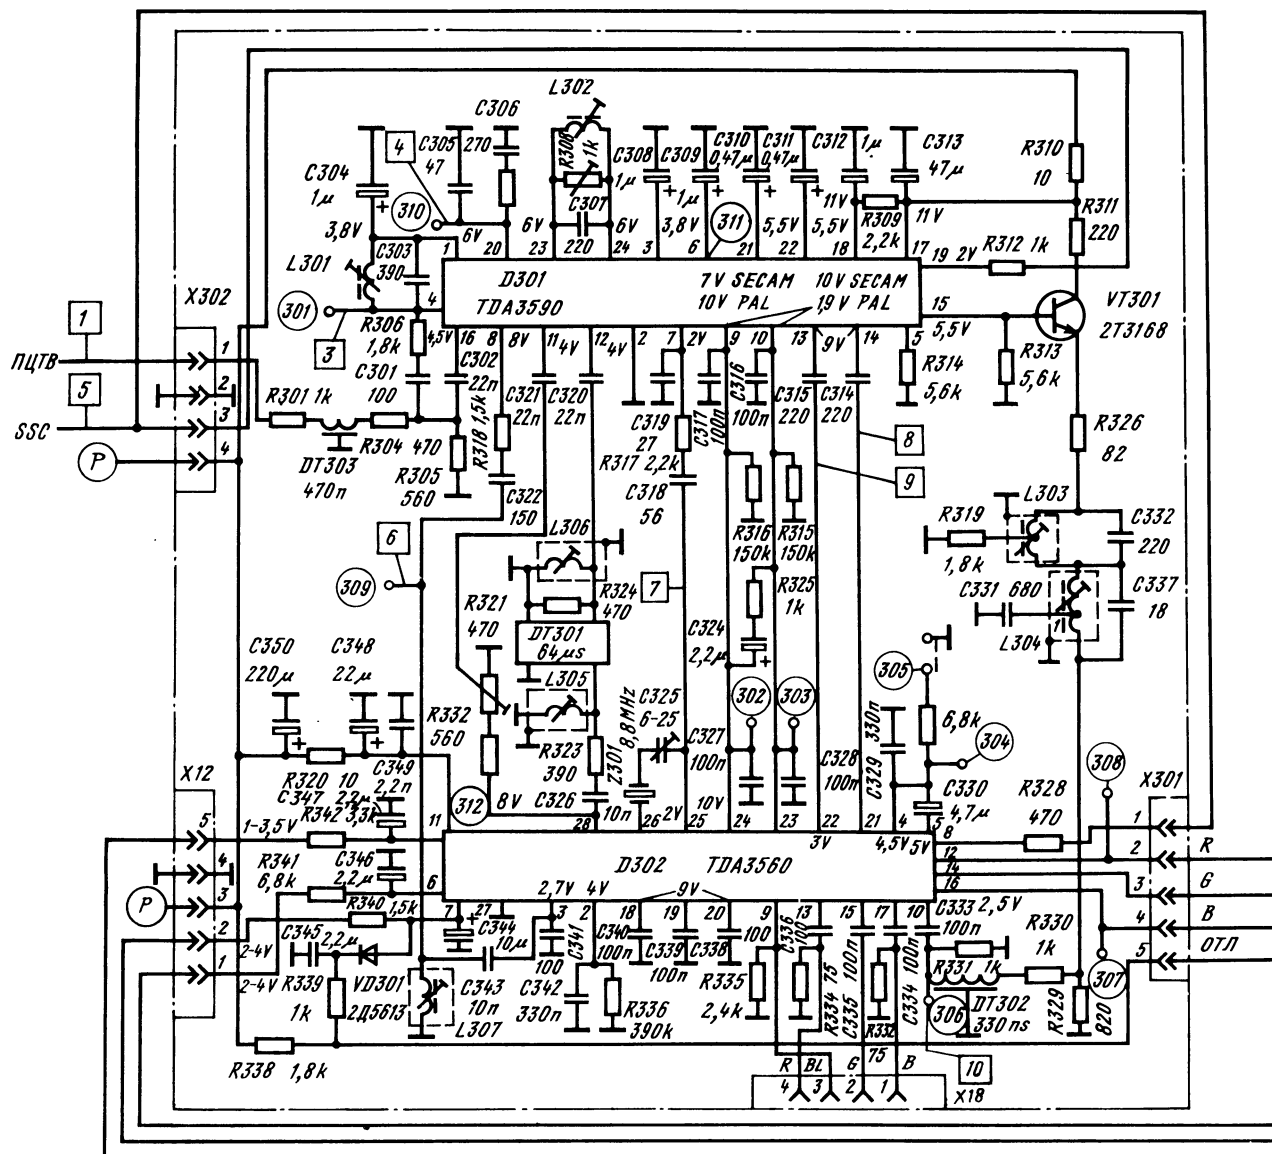 L302
C306
270
C305
47
4
R308
1k
C308
1μ
C309
1μ
C310
0,47μ
C311
0,47μ
C312
1μ
C313
47μ
R310
10
C304
1μ
310
6V
3,8V
C307
220
6V
6V
3,8V
311
5,5V
5,5V
11V
R309
2,2k
11V
R311
220
L301
C303
390
1
20
23
24
3
6
21
22
18
17
19
2V
R312 1k
X302
D301
TDA3590
7V SECAM
10V PAL
10V SECAM
1,9V PAL
301
4
15
5,5V
VT301
2T3168
1
3
R306
1,8k
4,5V
16
8
8V
11
4V
12
4V
2
7
2V
9
10
13
9V
14
5
ПЦТВ
1
2
3
4
5
SSC
P
C301
100
C302
22n
C321
22n
C320
22n
C319
27
C317
100n
C316
100n
C315
220
C314
220
R314
5,6k
R313
5,6k
R301 1k
R304
470
R318 1,5k
R317 2,2k
8
R326
82
DT303
470n
R305
560
C322
150
C318
56
9
L303
6
L306
R316
150k
R315
150k
R319
1,8k
C332
220
309
R321
470
R324
470
7
R325
1k
C331 680
C337
18
DT301
64μs
C324
2,2μ
L304
C350
220μ
C348
22μ
L305
8,8MHz
C325
6-25
302
303
305
R332
560
R323
390
Z301
C327
100n
C328
100n
330n
C329
6,8k
304
308
X12
R320
10
C349
2,2n
C347
2,2μ
R342
3,3k
312
8V
C326
10n
2V
10V
C330
4,7μ
R328
470
X301
5
1-3,5V
11
28
26
25
24
23
22
3V
21
4
4,5V
5
5V
8
12
14
16
1
2
R
4
3
P
R341
6,8k
C346
2,2μ
6
D302
TDA3560
3
G
2,7V
4V
9V
4
B
2
2-4V
R340
1,5k
7
27
3
2
18
19
20
9
13
15
17
10
C333
100n
2,5V
R330
1k
5
ОТЛ
1
2-4V
C345
2,2μ
C344
10μ
C341
100
C340
100n
C339
100n
C338
100
C336
100
100n
100n
R331 1k
307
R339
1k
VD301
2Д5613
C343
10n
C342
330n
R336
390k
R335
2,4k
R334 75
C335
R332
75
C334
306
DT302
330ns
R329
820
L307
R338
1,8k
R
BL
G
B
10
4
3
2
1
X18